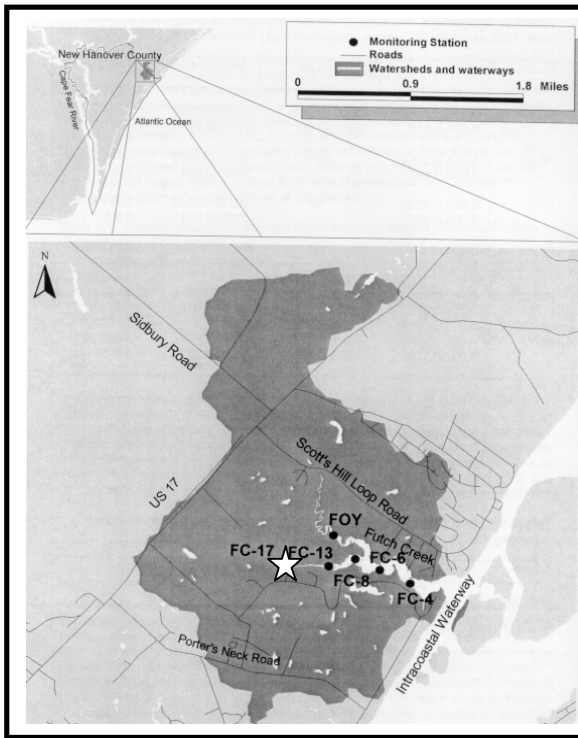 New Hanover County
Cape Fear River
Atlantic Ocean
Monitoring Station
Roads
Watersheds and waterways
0 0.9 1.8 Miles
N
Sidbury Road
US 17
Scott's Hill Loop Road
FOY
Futch Creek
FC-17 FC-13
FC-6
FC-8
FC-4
Intracoastal Waterway
Porter's Neck Road